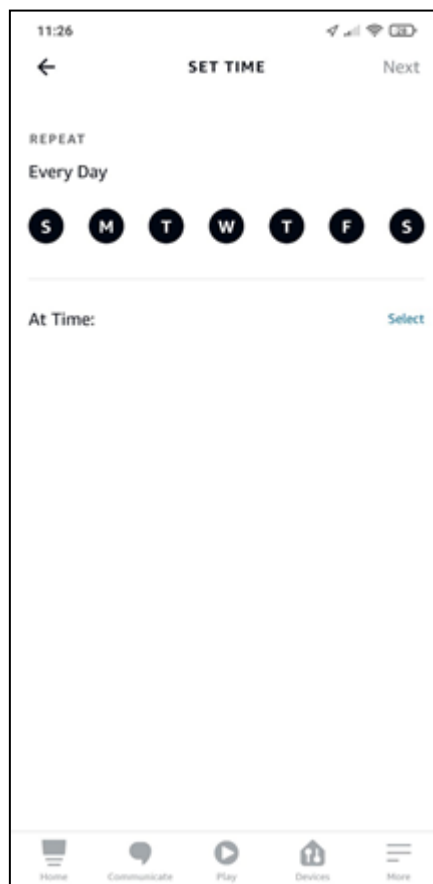 11:26
SET TIME Next
REPEAT
Every Day
S M T W T F S
At Time: Select
Home Communicate Play Devices More